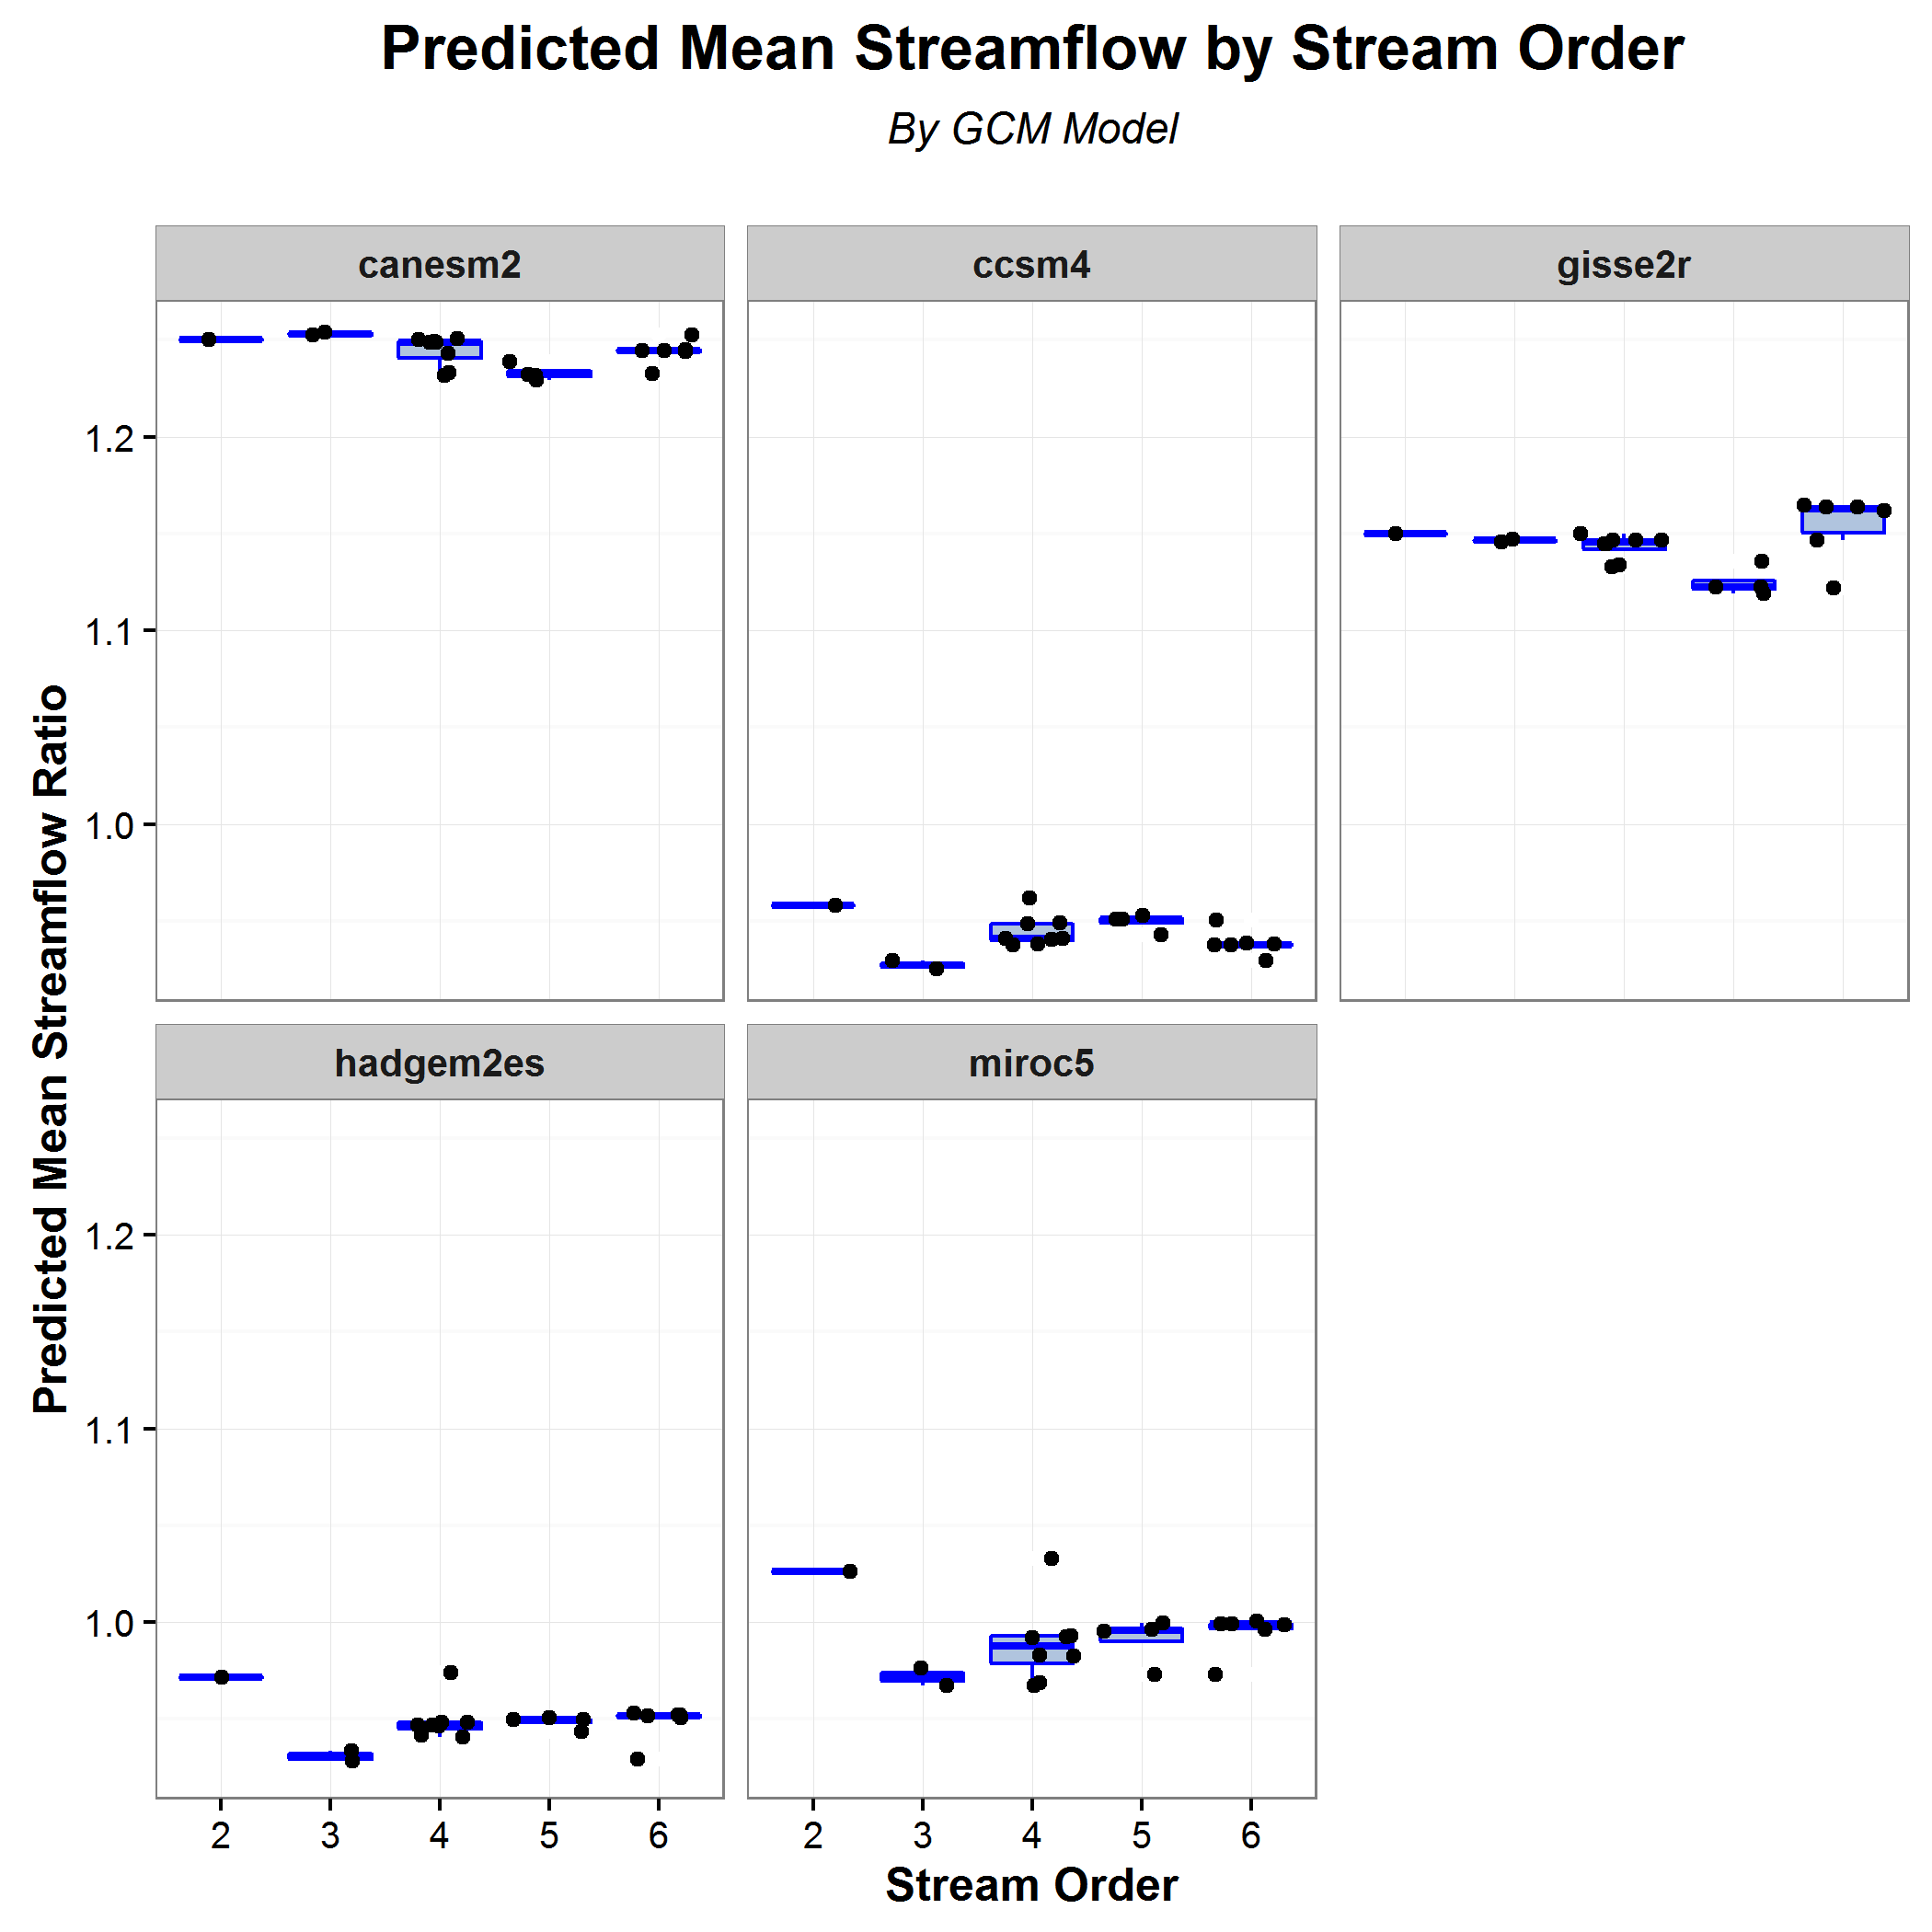 Predicted Mean Streamflow by Stream Order
By GCM Model
canesm2
ccsm4
gisse2r
1.2
1.1
1.0
Predicted Mean Streamflow Ratio
hadgem2es
miroc5
1.2
1.1
1.0
2 3 4 5 6
2 3 4 5 6
Stream Order